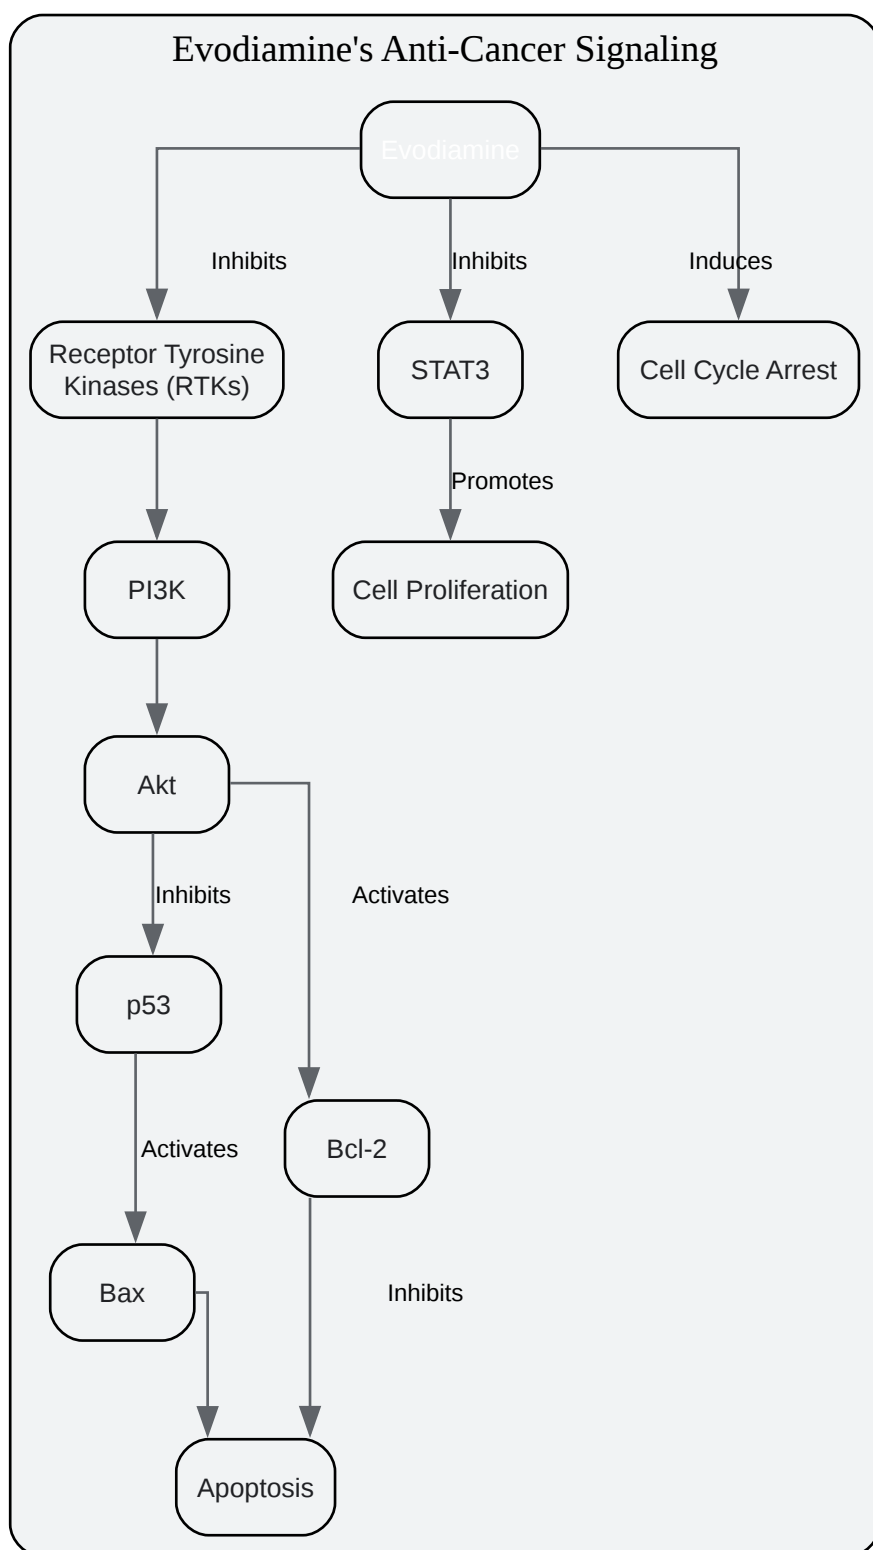 Evodiamine's Anti-Cancer Signaling
Evodiamine
Inhibits
Inhibits
Induces
Receptor Tyrosine
Kinases (RTKs)
STAT3
Cell Cycle Arrest
Promotes
PI3K
Cell Proliferation
Akt
Inhibits
Activates
p53
Activates
Bcl-2
Bax
Inhibits
Apoptosis